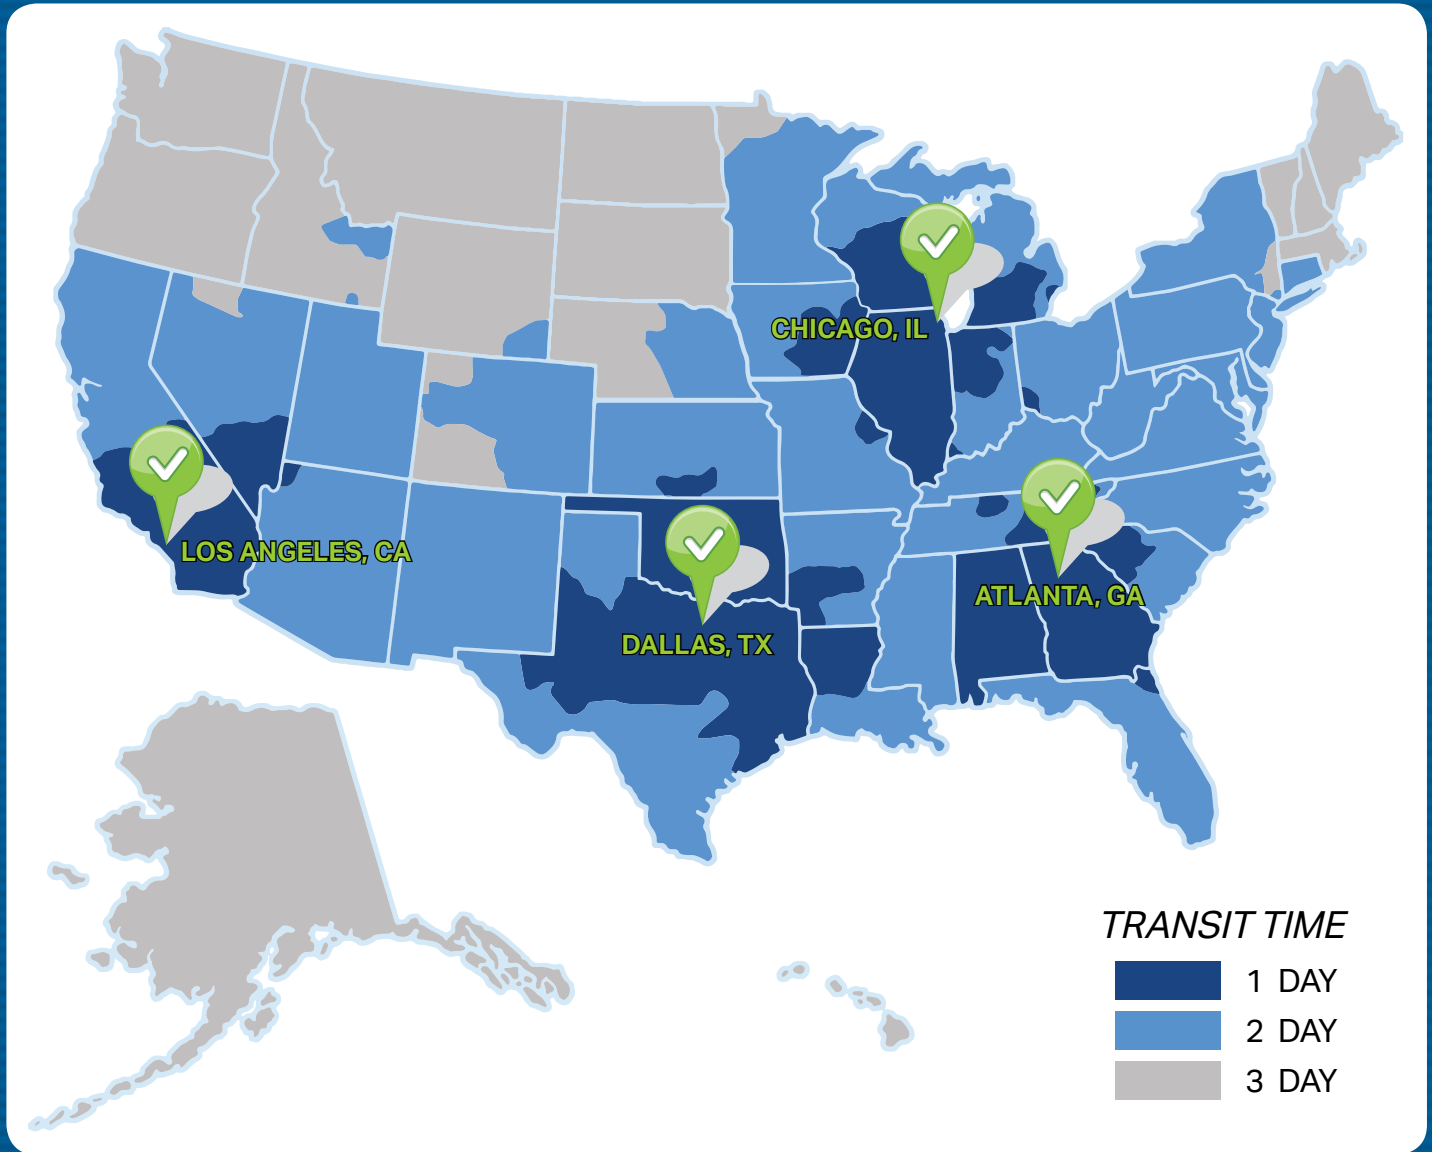 CHICAGO, IL
LOS ANGELES, CA
ATLANTA, GA
DALLAS, TX
TRANSIT TIME
1 DAY
2 DAY
3 DAY